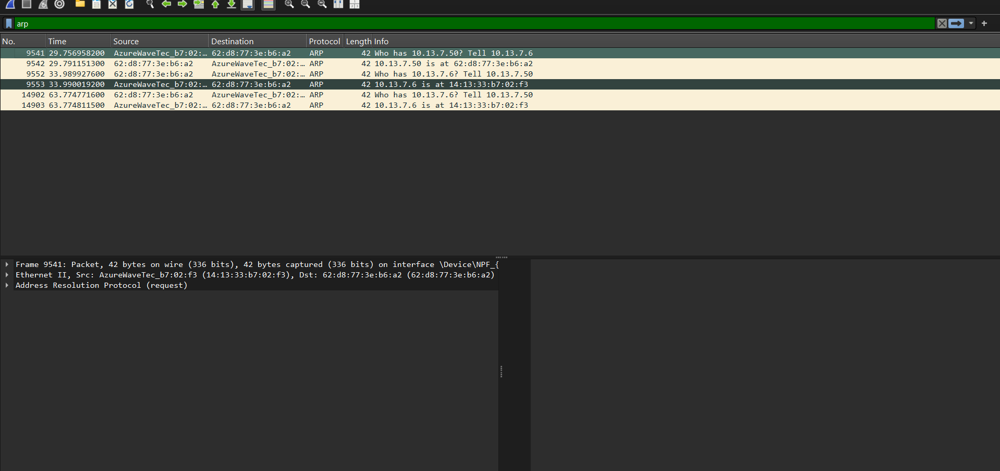 arp
No. Time Source Destination Protocol Length Info
9541 29.756958200 AzureWaveTec_b7:02:… 62:d8:77:3e:b6:a2 ARP 42 Who has 10.13.7.50? Tell 10.13.7.6
9542 29.791151300 62:d8:77:3e:b6:a2 AzureWaveTec_b7:02:… ARP 42 10.13.7.50 is at 62:d8:77:3e:b6:a2
9552 33.989927600 62:d8:77:3e:b6:a2 AzureWaveTec_b7:02:… ARP 42 Who has 10.13.7.6? Tell 10.13.7.50
9553 33.990019200 AzureWaveTec_b7:02:… 62:d8:77:3e:b6:a2 ARP 42 10.13.7.6 is at 14:13:33:b7:02:f3
14902 63.774771600 62:d8:77:3e:b6:a2 AzureWaveTec_b7:02:… ARP 42 Who has 10.13.7.6? Tell 10.13.7.50
14903 63.774811500 AzureWaveTec_b7:02:… 62:d8:77:3e:b6:a2 ARP 42 10.13.7.6 is at 14:13:33:b7:02:f3
Frame 9541: Packet, 42 bytes on wire (336 bits), 42 bytes captured (336 bits) on interface \Device\NPF_{
Ethernet II, Src: AzureWaveTec_b7:02:f3 (14:13:33:b7:02:f3), Dst: 62:d8:77:3e:b6:a2 (62:d8:77:3e:b6:a2)
Address Resolution Protocol (request)